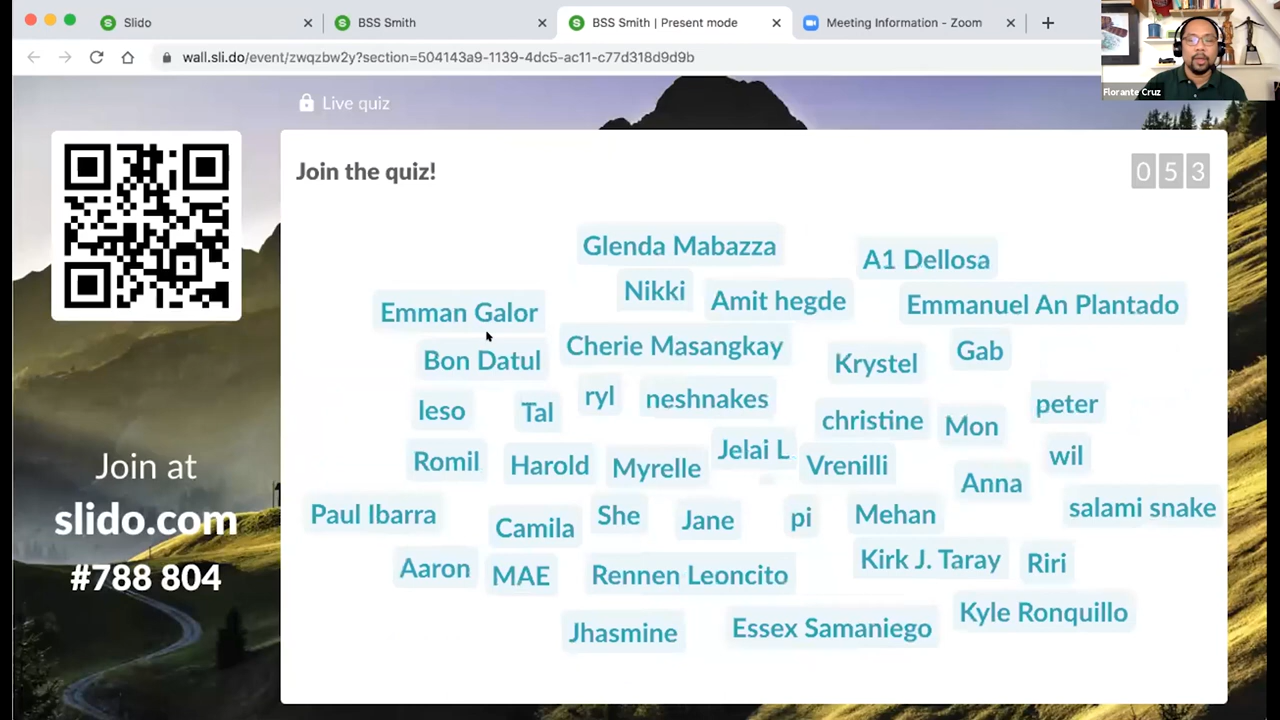 Slido
BSS Smith
BSS Smith | Present mode
Meeting Information - Zoom
wall.sli.do/event/zwqzbw2y?section=504143a9-1139-4dc5-ac11-c77d318d9d9b
Florante Cruz
Live quiz
Join the quiz!
053
Glenda Mabazza
A1 Dellosa
Nikki
Amit hegde
Emmanuel An Plantado
Emman Galor
Cherie Masangkay
Gab
Bon Datul
Krystel
ryl
neshnakes
peter
leso
Tal
christine
Mon
Jelai L
wil
Romil
Harold
Myrelle
Vrenilli
Anna
Paul Ibarra
Camila
She
Jane
pi
Mehan
salami snake
Aaron
MAE
Rennen Leoncito
Kirk J. Taray
Riri
Jhasmine
Essex Samaniego
Kyle Ronquillo
Join at
slido.com
#788 804